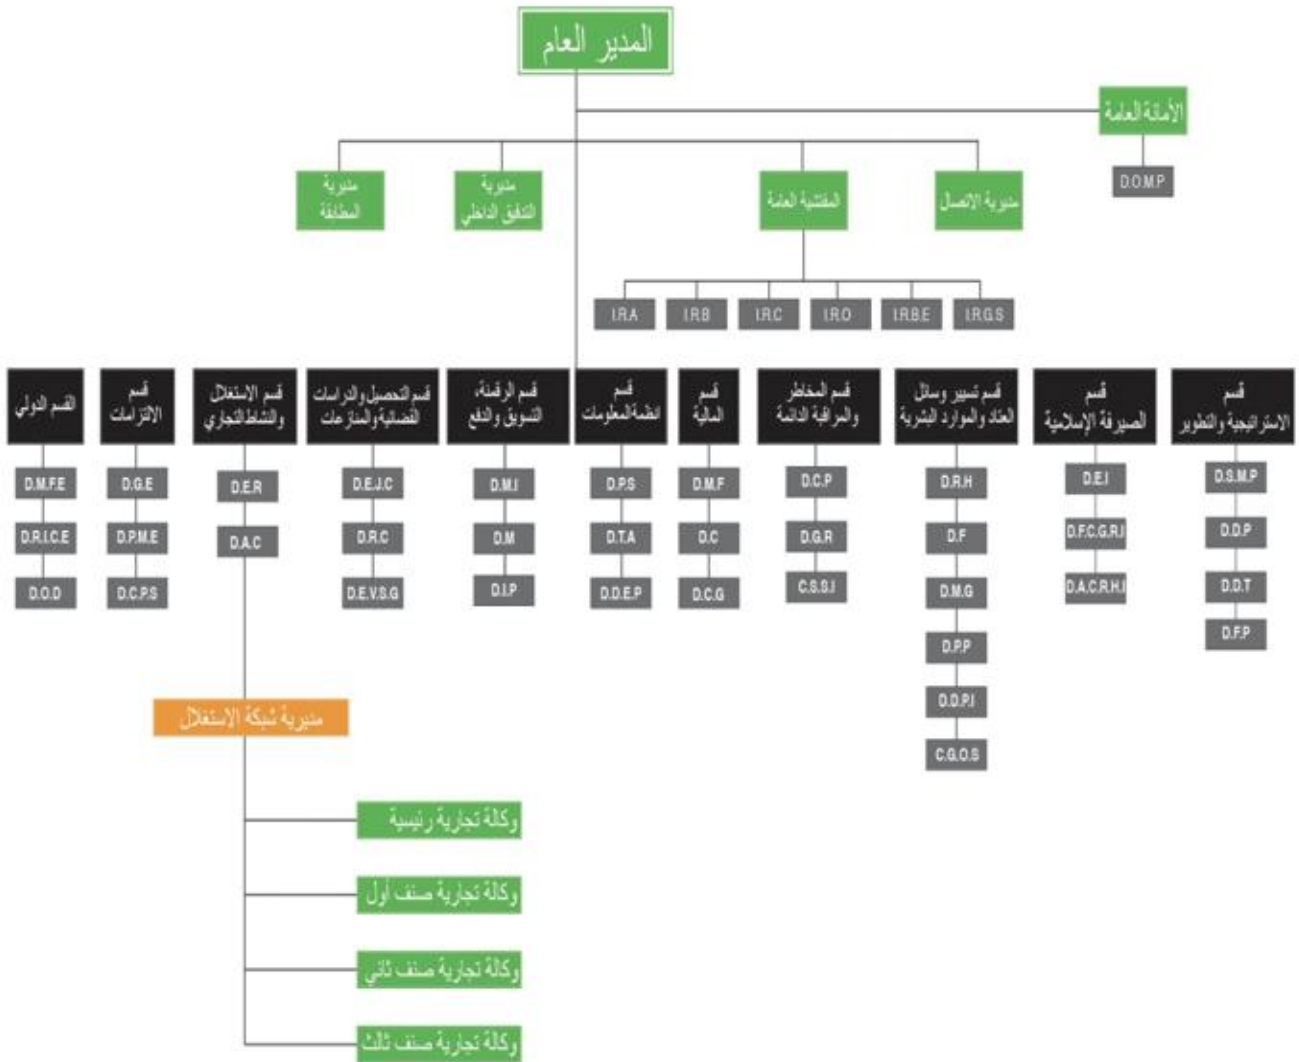 المدير العام
الأمانة العامة
D.O.M.P
مديرية الاتصال
المفتشية العامة
مديرية
التدقيق الداخلي
مديرية
المطابقة
I.R.A
I.R.B
I.R.C
I.R.O
I.R.B.E
I.R.G.S
قسم
الاستراتيجية والتطوير
D.S.M.P
D.D.P
D.D.T
D.F.P
قسم
الصيرفة الإسلامية
D.E.I
D.F.C.G.R.I
D.A.C.R.H.I
قسم تسيير وسائل
العتاد والموارد البشرية
D.R.H
D.F
D.M.G
D.P.P
D.D.P.I
C.G.O.S
قسم المخاطر
والمراقبة الدائمة
D.C.P
D.G.R
C.S.S.I
قسم
المالية
D.M.F
D.C
D.C.G
قسم
انظمة المعلومات
D.P.S
D.T.A
D.D.E.P
قسم الرقمنة،
التسويق والدفع
D.M.I
D.M
D.I.P
قسم التحصيل والدراسات
القضائية والمنازعات
D.E.J.C
D.R.C
D.E.V.S.G
قسم الاستغلال
والنشاط التجاري
D.E.R
D.A.C
قسم
الالتزامات
D.G.E
D.P.M.E
D.C.P.S
القسم الدولي
D.M.F.E
D.R.I.C.E
D.O.D
مديرية شبكة الاستغلال
وكالة تجارية رئيسية
وكالة تجارية صنف أول
وكالة تجارية صنف ثاني
وكالة تجارية صنف ثالث